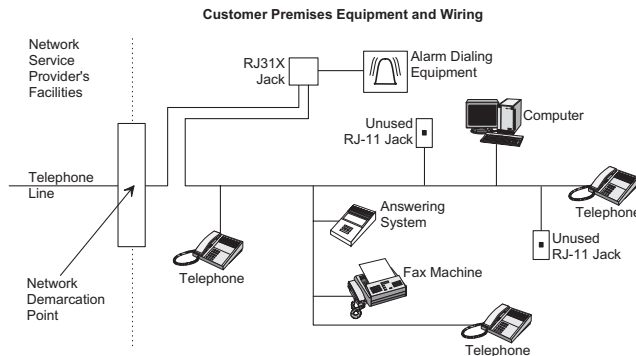 Customer Premises Equipment and Wiring
Network
Service
Provider's
Facilities
RJ31X
Jack
Alarm Dialing
Equipment
Unused
RJ-11 Jack
Computer
Telephone
Line
Answering
System
Telephone
Unused
RJ-11 Jack
Telephone
Fax Machine
Network
Demarcation
Point
Telephone